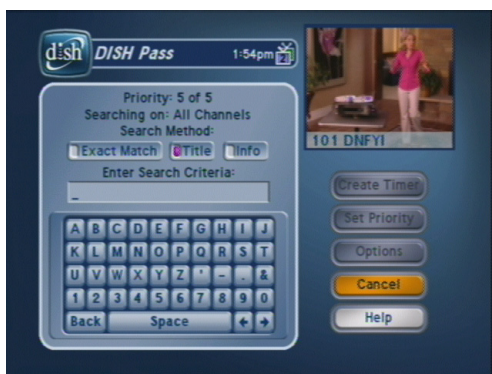 dish DISH Pass 1:54pm 2
Priority: 5 of 5
Searching on: All Channels
Search Method:
Exact Match Title Info
Enter Search Criteria:
_
A B C D E F G H I J
K L M N O P Q R S T
U V W X Y Z ' - . &
1 2 3 4 5 6 7 8 9 0
Back Space ← →
101 DNFYI
Create Timer
Set Priority
Options
Cancel
Help